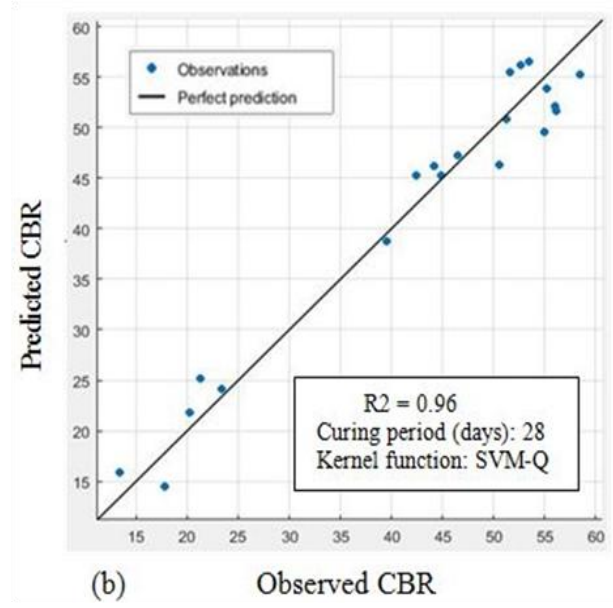 60
55
50
45
40
35
30
25
20
15
Predicted CBR
Observations
Perfect prediction
R2 = 0.96
Curing period (days): 28
Kernel function: SVM-Q
15 20 25 30 35 40 45 50 55 60
(b) Observed CBR